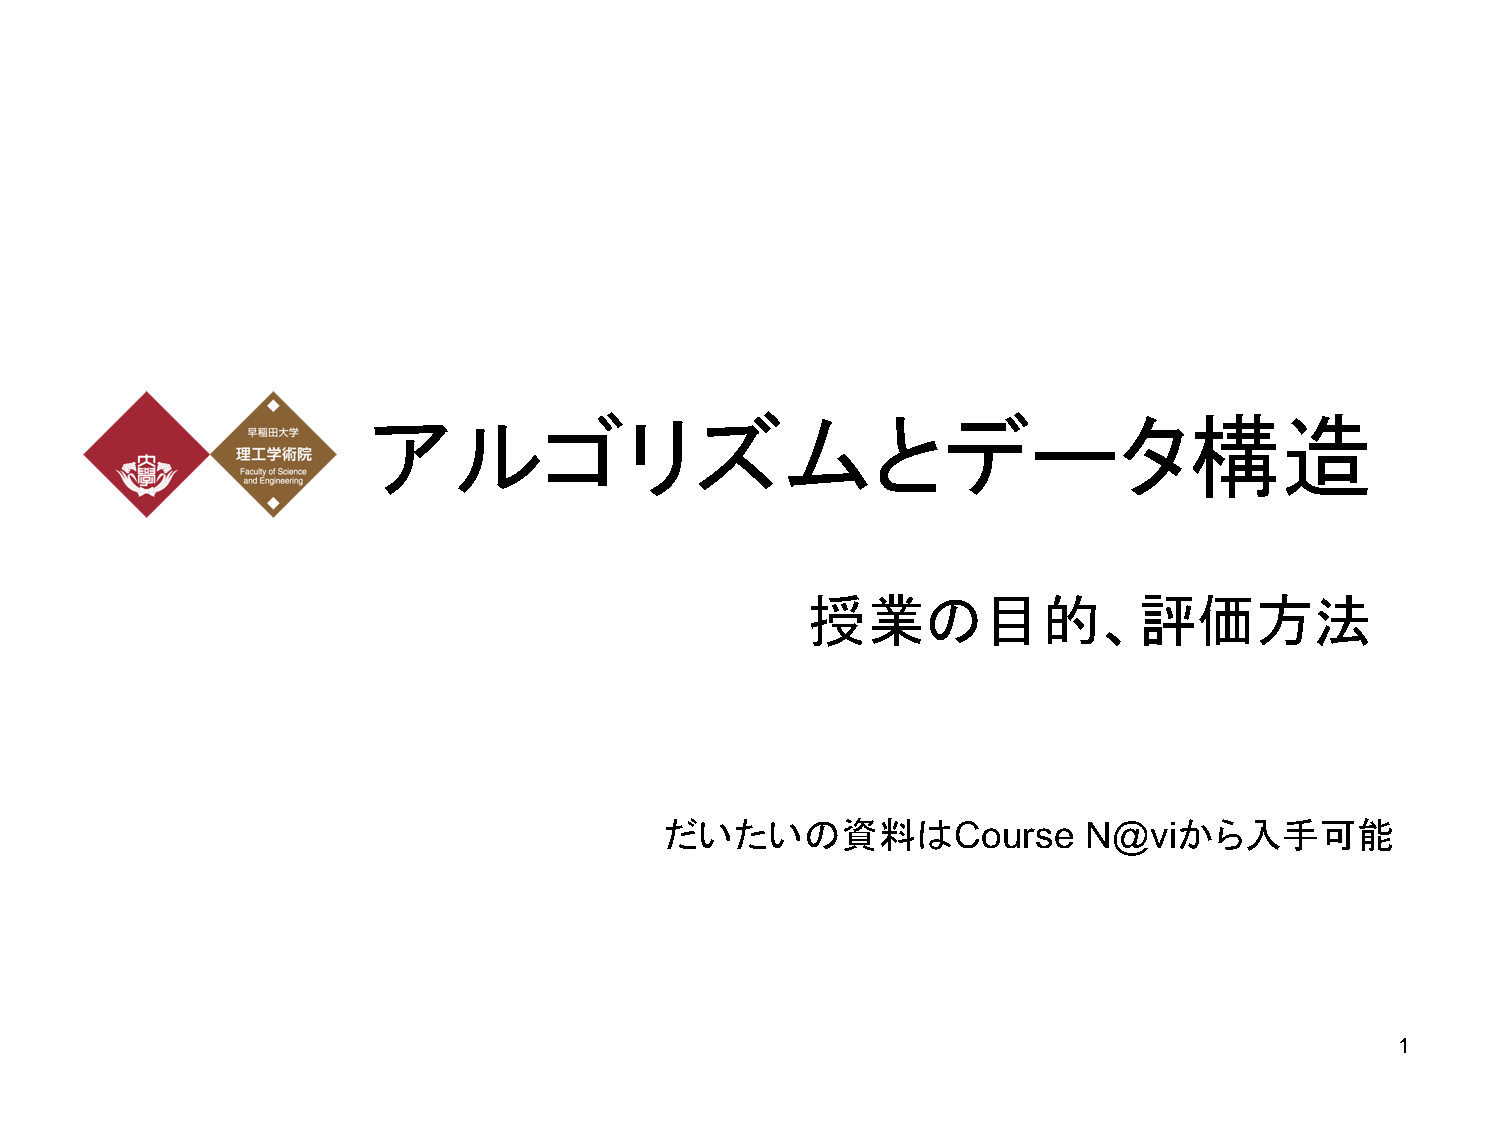 早稲田大学
理工学術院
Faculty of Science
and Engineering
アルゴリズムとデータ構造
授業の目的、評価方法
だいたいの資料はCourse N@viから入手可能
1